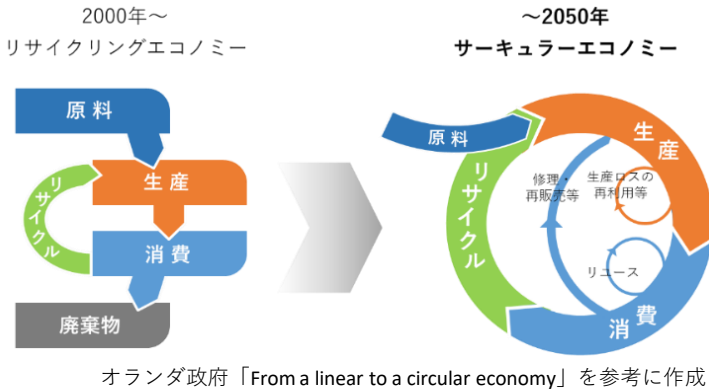 2000年～
リサイクリングエコノミー
原料
生産
リサイクル
消費
廃棄物
～2050年
サーキュラーエコノミー
原料
生産
リサイクル
修理・
再販売等
生産ロスの
再利用等
リユース
消費
オランダ政府「From a linear to a circular economy」を参考に作成